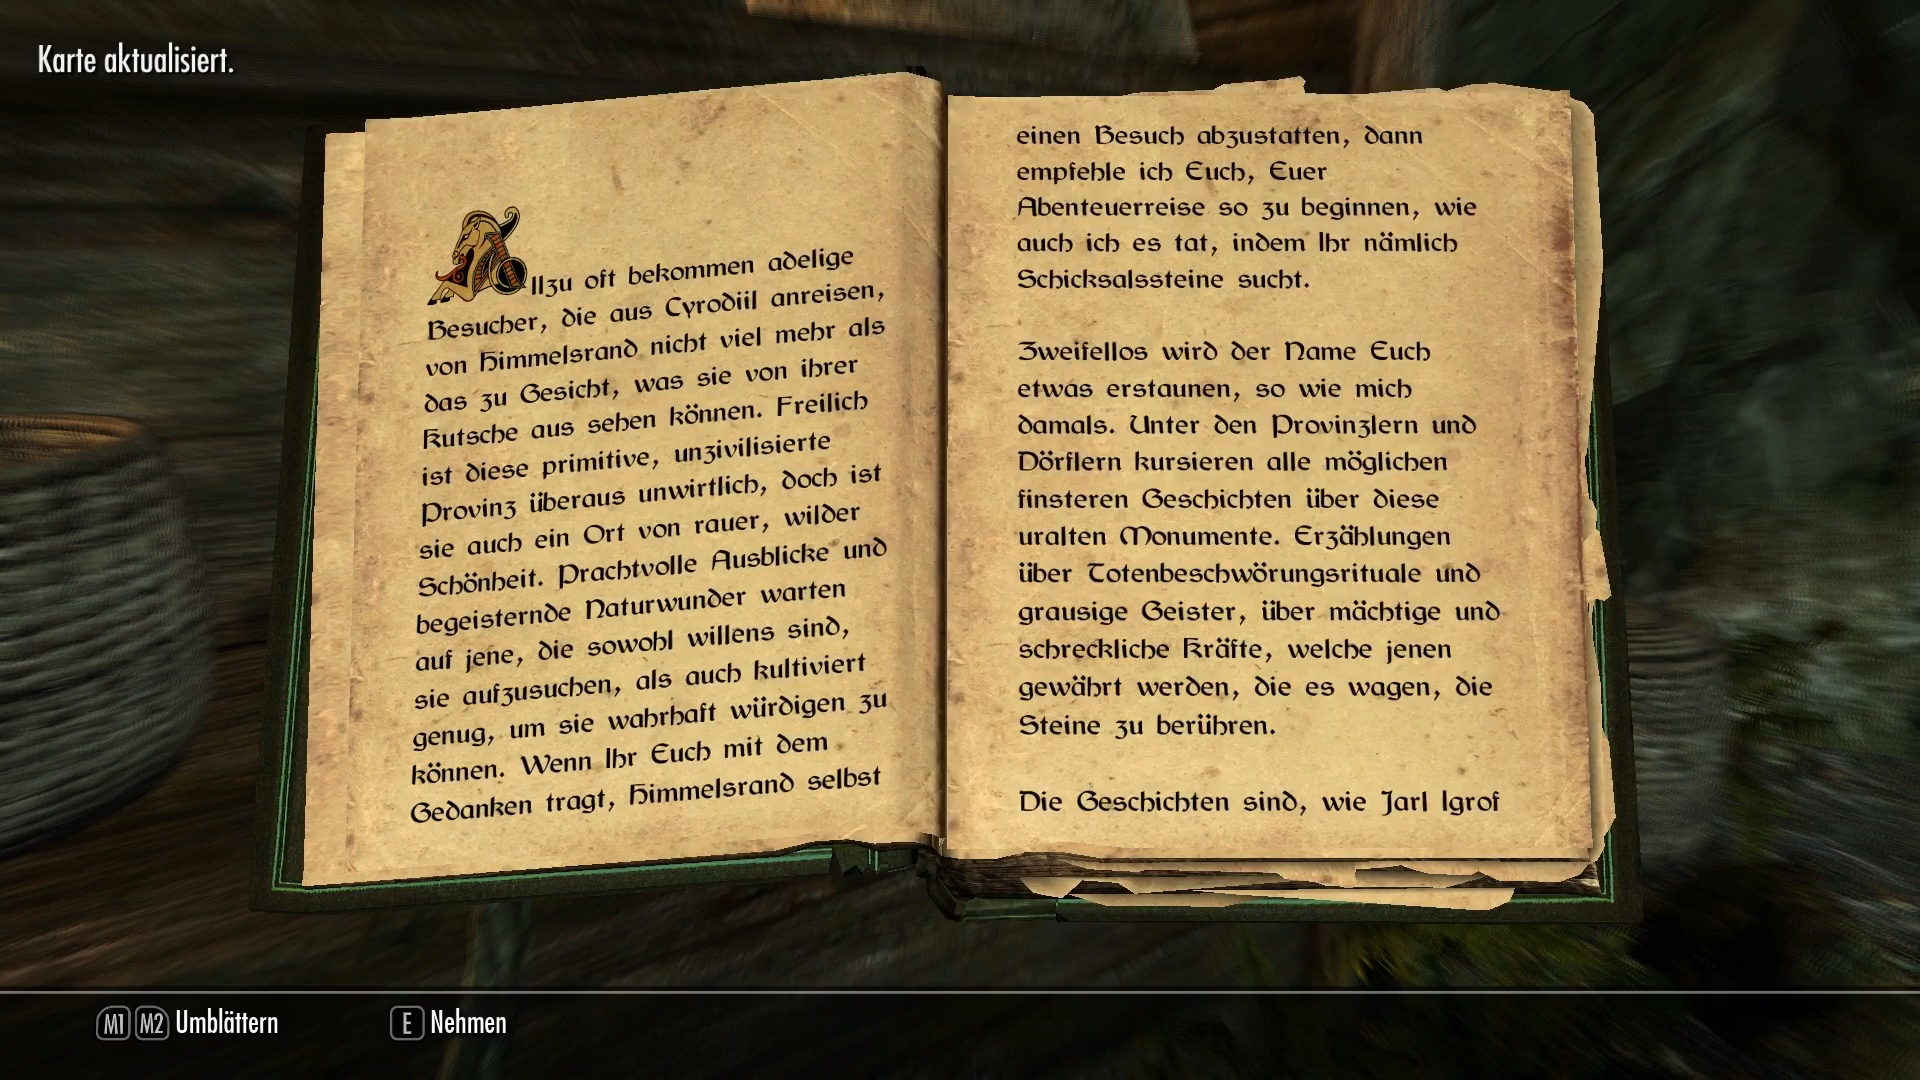 Karte aktualisiert.
Allzu oft bekommen adelige
Besucher, die aus Cyrodiil anreisen,
von Himmelsrand nicht viel mehr als
das zu Gesicht, was sie von ihrer
Kutsche aus sehen können. Freilich
ist diese primitive, unzivilisierte
Provinz überaus unwirtlich, doch ist
sie auch ein Ort von rauer, wilder
Schönheit. Prachtvolle Ausblicke und
begeisternde Naturwunder warten
auf jene, die sowohl willens sind,
sie aufzusuchen, als auch kultiviert
genug, um sie wahrhaft würdigen zu
können. Wenn Ihr Euch mit dem
Gedanken tragt, Himmelsrand selbst
einen Besuch abzustatten, dann
empfehle ich Euch, Euer
Abenteuerreise so zu beginnen, wie
auch ich es tat, indem Ihr nämlich
Schicksalssteine sucht.
Zweifellos wird der Name Euch
etwas erstaunen, so wie mich
damals. Unter den Provinzlern und
Dörflern kursieren alle möglichen
finsteren Geschichten über diese
uralten Monumente. Erzählungen
über Totenbeschwörungsrituale und
grausige Geister, über mächtige und
schreckliche Kräfte, welche jenen
gewährt werden, die es wagen, die
Steine zu berühren.
Die Geschichten sind, wie Jarl Igrof
M1 M2 Umblättern
E Nehmen